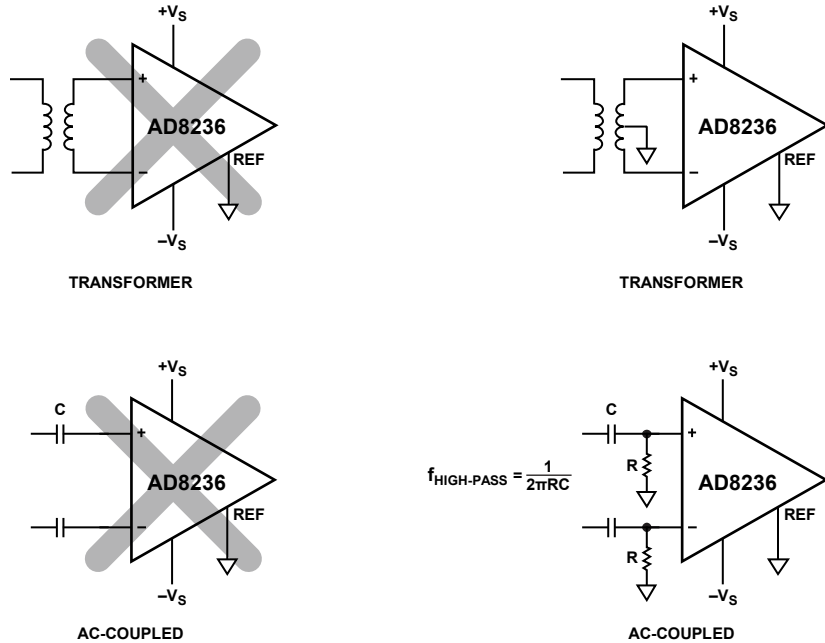 +VS
+
AD8236
REF
−
−VS
TRANSFORMER
+VS
+
AD8236
REF
−
−VS
TRANSFORMER
+VS
C
+
AD8236
REF
−
−VS
AC-COUPLED
+VS
C
+
R
fHIGH-PASS = 1/2πRC
AD8236
REF
−
R
−VS
AC-COUPLED